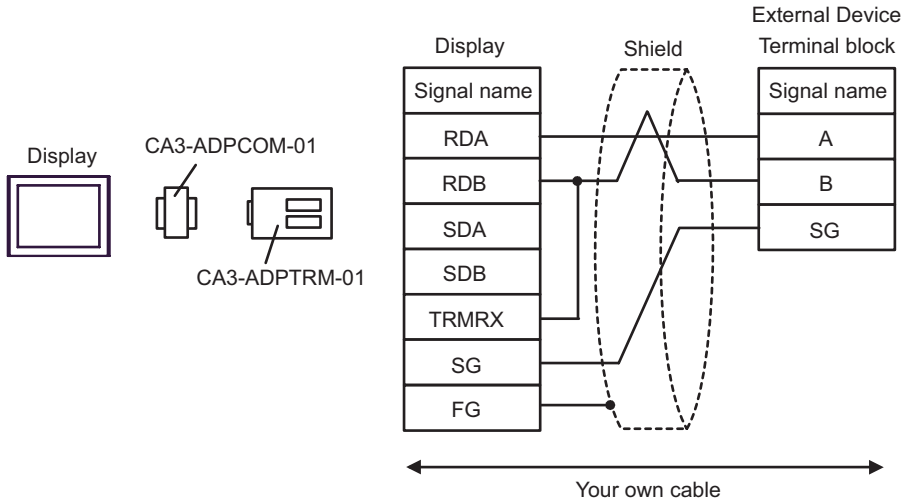 External Device
Display
Shield
Terminal block
Signal name
Signal name
RDA
A
Display
CA3-ADPCOM-01
RDB
B
SDA
SG
SDB
CA3-ADPTRM-01
TRMRX
SG
FG
Your own cable